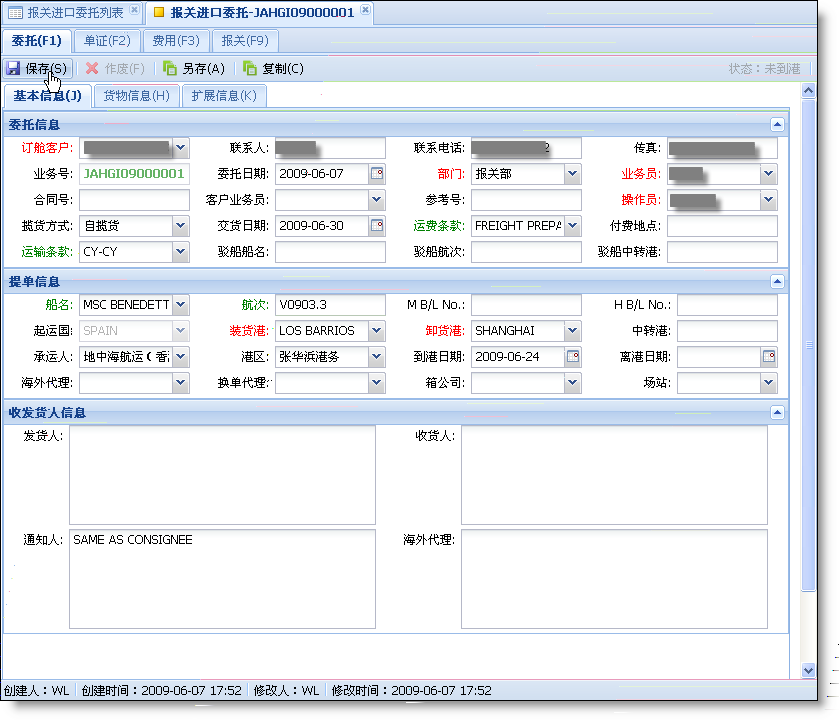 报关进口委托列表 报关进口委托-JAHGI09000001
委托(F1) 单证(F2) 费用(F3) 报关(F9)
保存(S) 作废(F) 另存(A) 复制(C) 状态：未到港
基本信息(J) 货物信息(H) 扩展信息(K)
委托信息
订舱客户: 联系人: 联系电话: 传真:
业务号: JAHGI09000001 委托日期: 2009-06-07 部门: 报关部 业务员:
合同号: 客户业务员: 参考号: 操作员:
揽货方式: 自揽货 交货日期: 2009-06-30 运费条款: FREIGHT PREPA 付费地点:
运输条款: CY-CY 驳船船名: 驳船航次: 驳船中转港:
提单信息
船名: MSC BENEDETT 航次: V0903.3 M B/L No.: H B/L No.:
起运国: SPAIN 装货港: LOS BARRIOS 卸货港: SHANGHAI 中转港:
承运人: 地中海航运 ( 香 港区: 张华浜港务 到港日期: 2009-06-24 离港日期:
海外代理: 换单代理: 箱公司: 场站:
收发货人信息
发货人: 收货人:
通知人: SAME AS CONSIGNEE 海外代理:
创建人：WL 创建时间：2009-06-07 17:52 修改人：WL 修改时间：2009-06-07 17:52